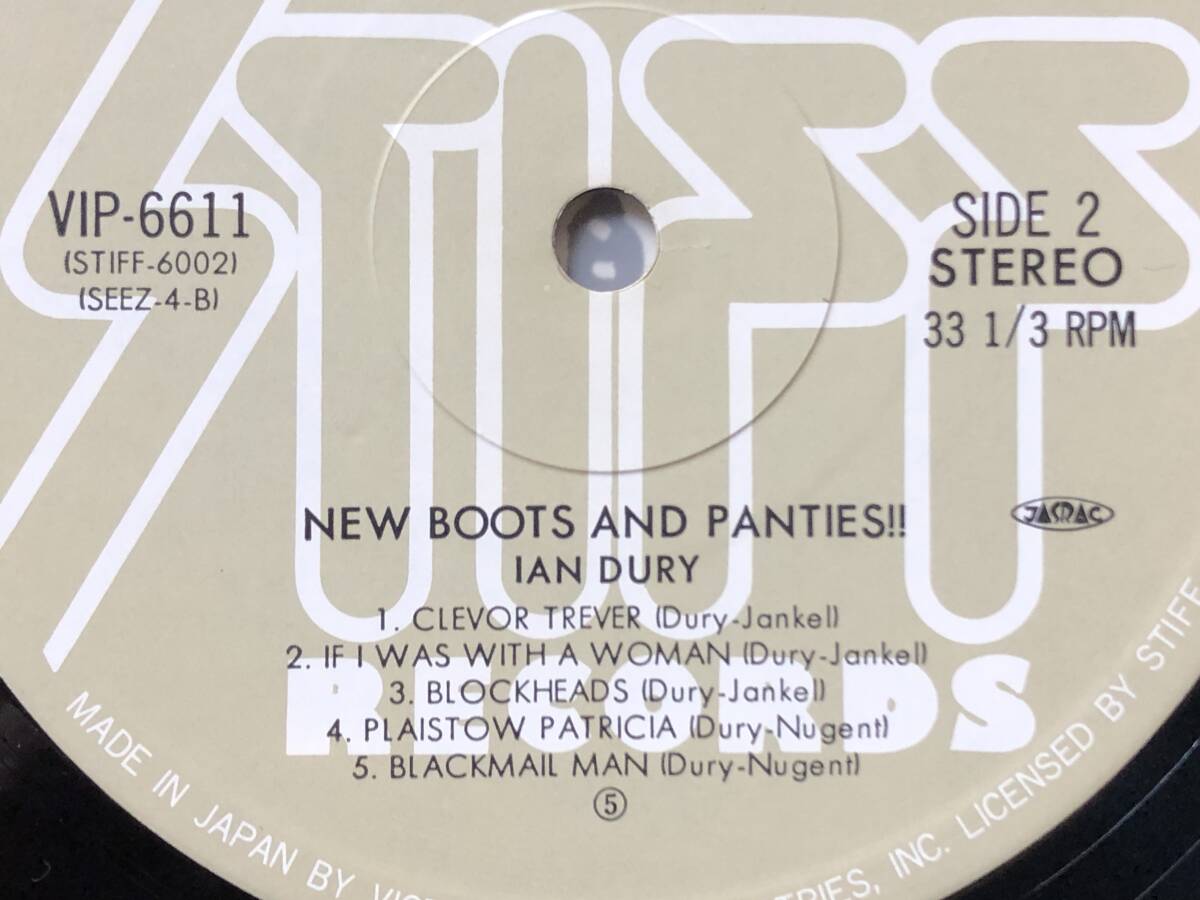 STIFF
RECORDS
VIP-6611
(STIFF-6002)
(SEEZ-4-B)
SIDE 2
STEREO
33 1/3 RPM
NEW BOOTS AND PANTIES!!
IAN DURY
JASRAC
1. CLEVOR TREVER (Dury-Jankel)
2. IF I WAS WITH A WOMAN (Dury-Jankel)
3. BLOCKHEADS (Dury-Jankel)
4. PLAISTOW PATRICIA (Dury-Nugent)
5. BLACKMAIL MAN (Dury-Nugent)
⑤
MADE IN JAPAN BY INC. LICENSED BY STIFF